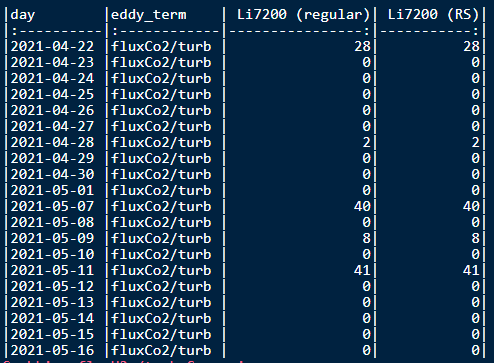 |day |eddy_term | Li7200 (regular)| Li7200 (RS)|
|:----------|:------------|-----------------:|-----------:|
|2021-04-22 |fluxCo2/turb | 28| 28|
|2021-04-23 |fluxCo2/turb | 0| 0|
|2021-04-24 |fluxCo2/turb | 0| 0|
|2021-04-25 |fluxCo2/turb | 0| 0|
|2021-04-26 |fluxCo2/turb | 0| 0|
|2021-04-27 |fluxCo2/turb | 0| 0|
|2021-04-28 |fluxCo2/turb | 2| 2|
|2021-04-29 |fluxCo2/turb | 0| 0|
|2021-04-30 |fluxCo2/turb | 0| 0|
|2021-05-01 |fluxCo2/turb | 0| 0|
|2021-05-07 |fluxCo2/turb | 40| 40|
|2021-05-08 |fluxCo2/turb | 0| 0|
|2021-05-09 |fluxCo2/turb | 8| 8|
|2021-05-10 |fluxCo2/turb | 0| 0|
|2021-05-11 |fluxCo2/turb | 41| 41|
|2021-05-12 |fluxCo2/turb | 0| 0|
|2021-05-13 |fluxCo2/turb | 0| 0|
|2021-05-14 |fluxCo2/turb | 0| 0|
|2021-05-15 |fluxCo2/turb | 0| 0|
|2021-05-16 |fluxCo2/turb | 0| 0|